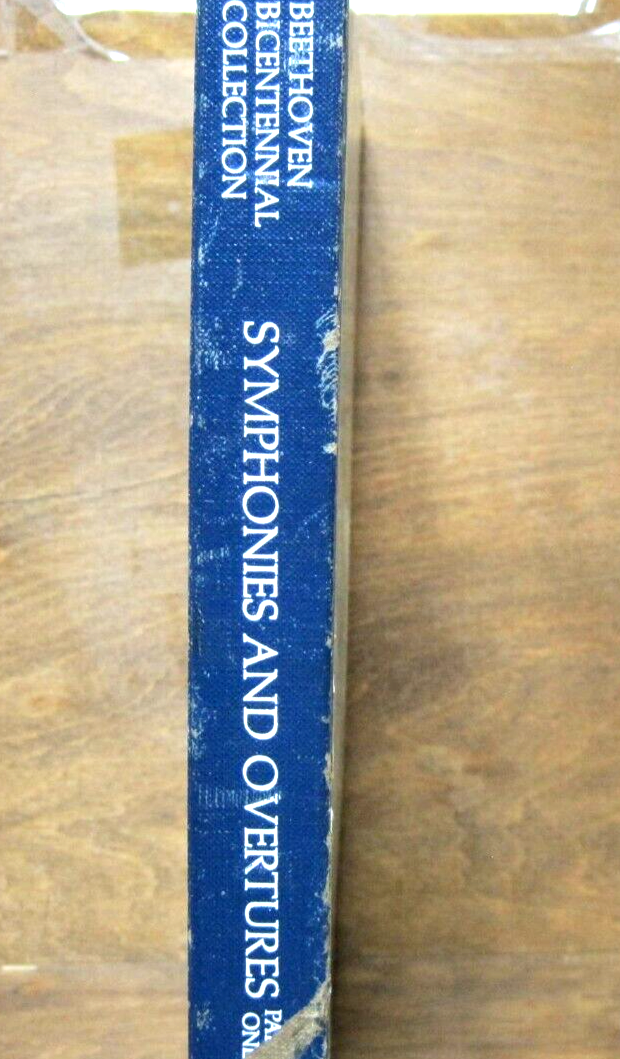 BEETHOVEN
BICENTENNIAL
COLLECTION
SYMPHONIES AND OVERTURES